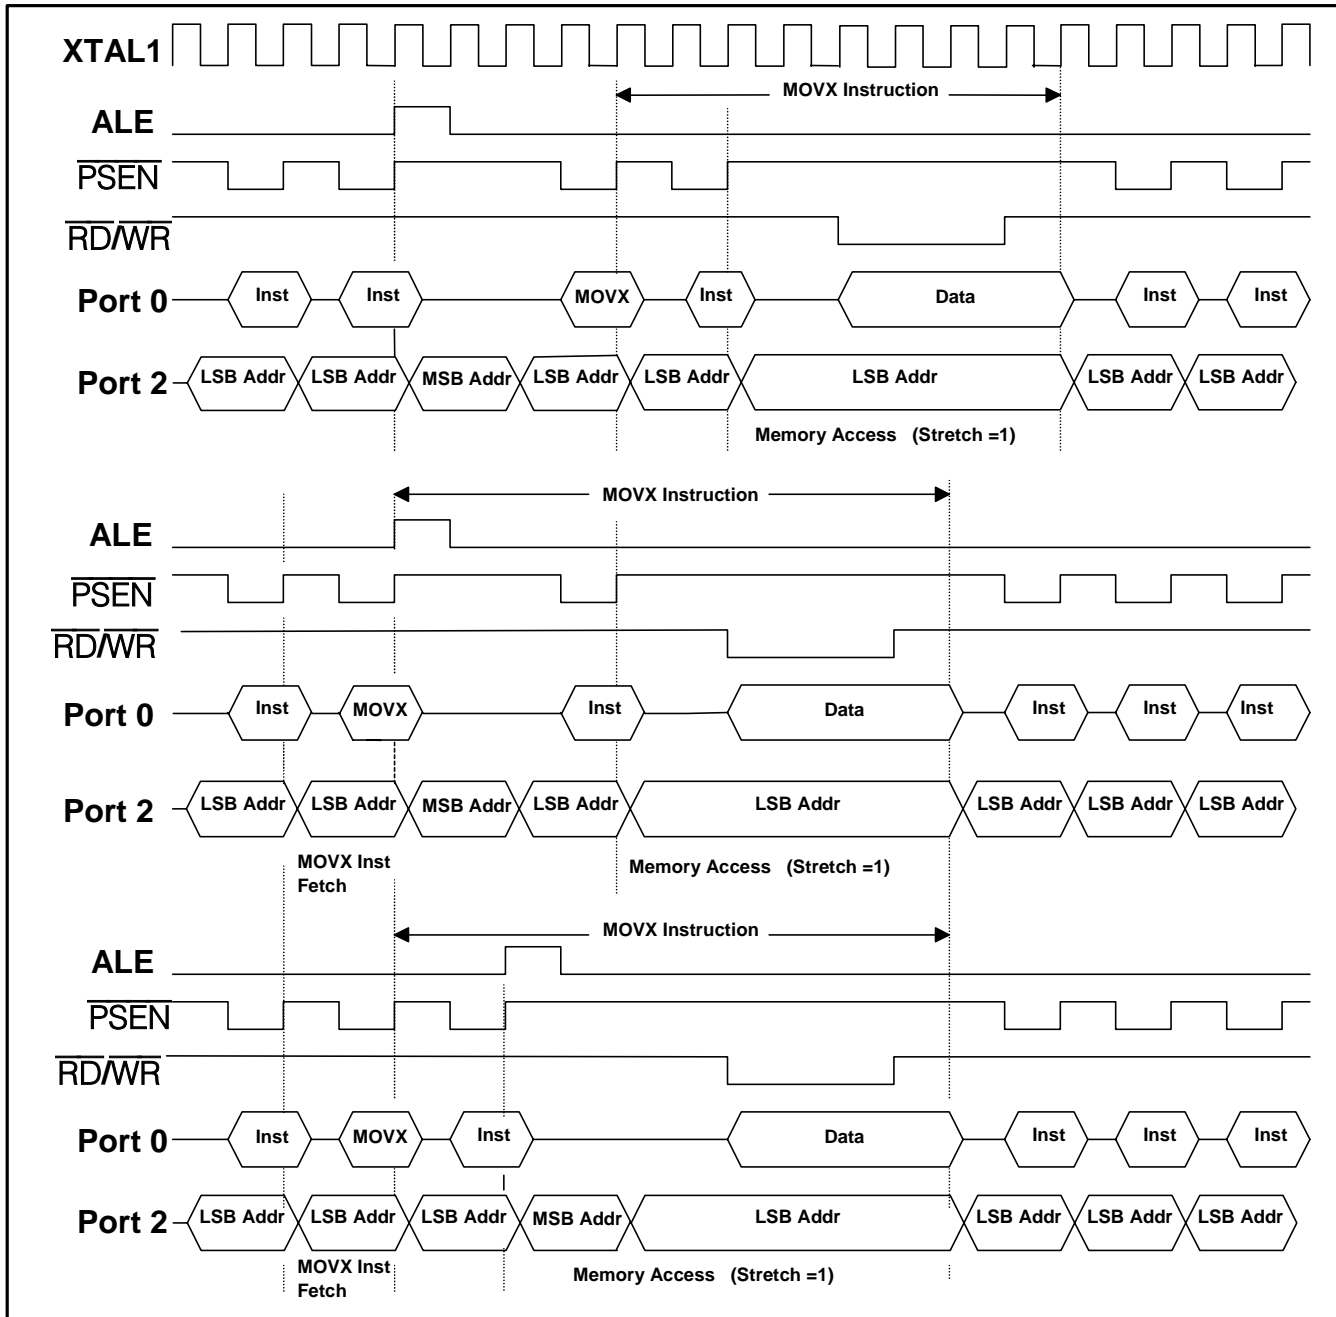 XTAL1
MOVX Instruction
ALE
PSEN
RD/WR
Port 0 Inst Inst MOVX Inst Data Inst Inst
Port 2 LSB Addr LSB Addr MSB Addr LSB Addr LSB Addr LSB Addr LSB Addr LSB Addr
Memory Access (Stretch =1)
MOVX Instruction
ALE
PSEN
RD/WR
Port 0 Inst MOVX Inst Data Inst Inst Inst
Port 2 LSB Addr LSB Addr MSB Addr LSB Addr LSB Addr LSB Addr LSB Addr LSB Addr
MOVX Inst
Fetch
Memory Access (Stretch =1)
MOVX Instruction
ALE
PSEN
RD/WR
Port 0 Inst MOVX Inst Data Inst Inst Inst
Port 2 LSB Addr LSB Addr LSB Addr MSB Addr LSB Addr LSB Addr LSB Addr LSB Addr
MOVX Inst
Fetch
Memory Access (Stretch =1)